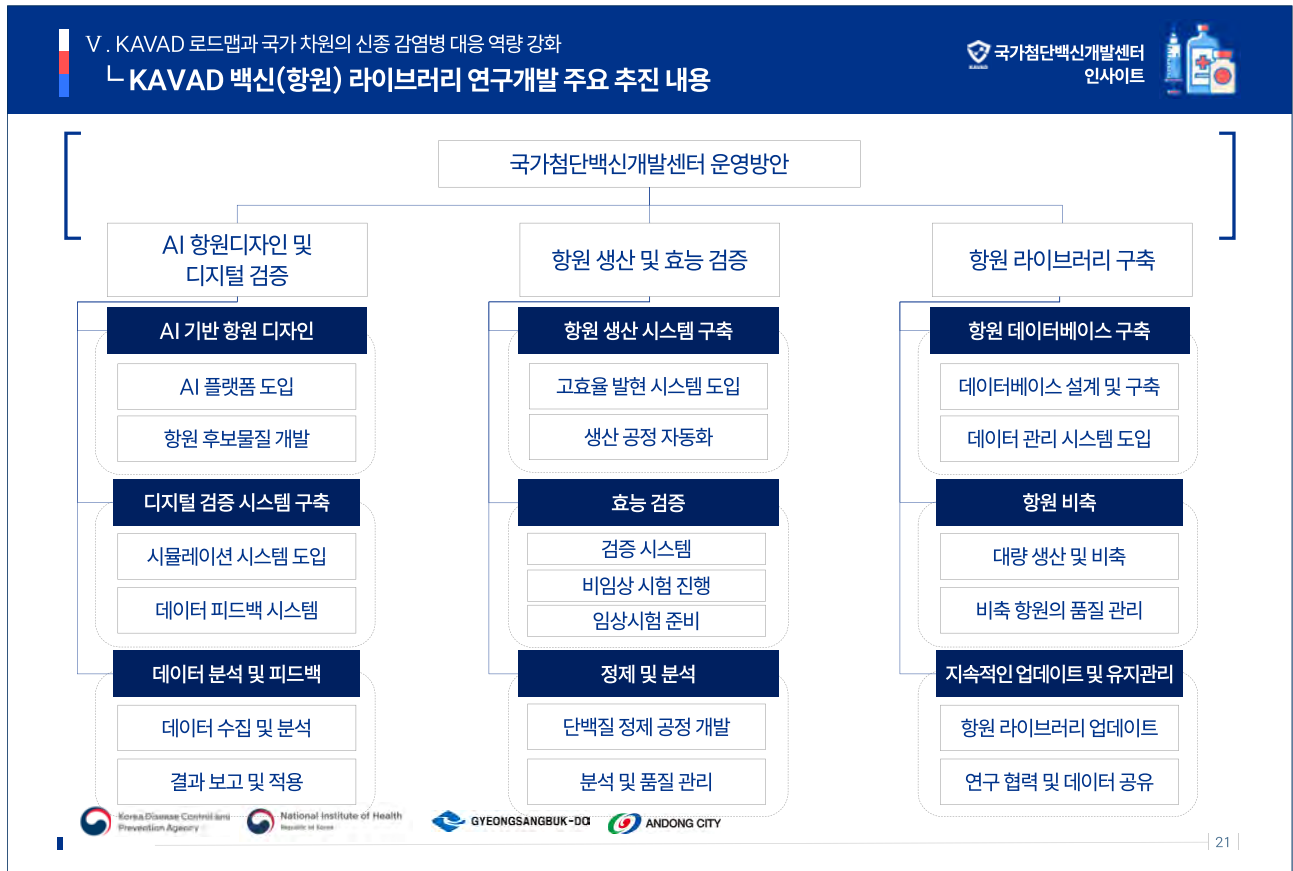 Ⅴ. KAVAD 로드맵과 국가 차원의 신종 감염병 대응 역량 강화
└ KAVAD 백신(항원) 라이브러리 연구개발 주요 추진 내용
국가첨단백신개발센터
인사이트
국가첨단백신개발센터 운영방안
AI 항원디자인 및
디지털 검증
AI 기반 항원 디자인
AI 플랫폼 도입
항원 후보물질 개발
디지털 검증 시스템 구축
시뮬레이션 시스템 도입
데이터 피드백 시스템
데이터 분석 및 피드백
데이터 수집 및 분석
결과 보고 및 적용
항원 생산 및 효능 검증
항원 생산 시스템 구축
고효율 발현 시스템 도입
생산 공정 자동화
효능 검증
검증 시스템
비임상 시험 진행
임상시험 준비
정제 및 분석
단백질 정제 공정 개발
분석 및 품질 관리
항원 라이브러리 구축
항원 데이터베이스 구축
데이터베이스 설계 및 구축
데이터 관리 시스템 도입
항원 비축
대량 생산 및 비축
비축 항원의 품질 관리
지속적인 업데이트 및 유지관리
항원 라이브러리 업데이트
연구 협력 및 데이터 공유
Korea Disease Control and
Prevention Agency
National Institute of Health
Republic of Korea
GYEONGSANGBUK-DO
ANDONG CITY
21